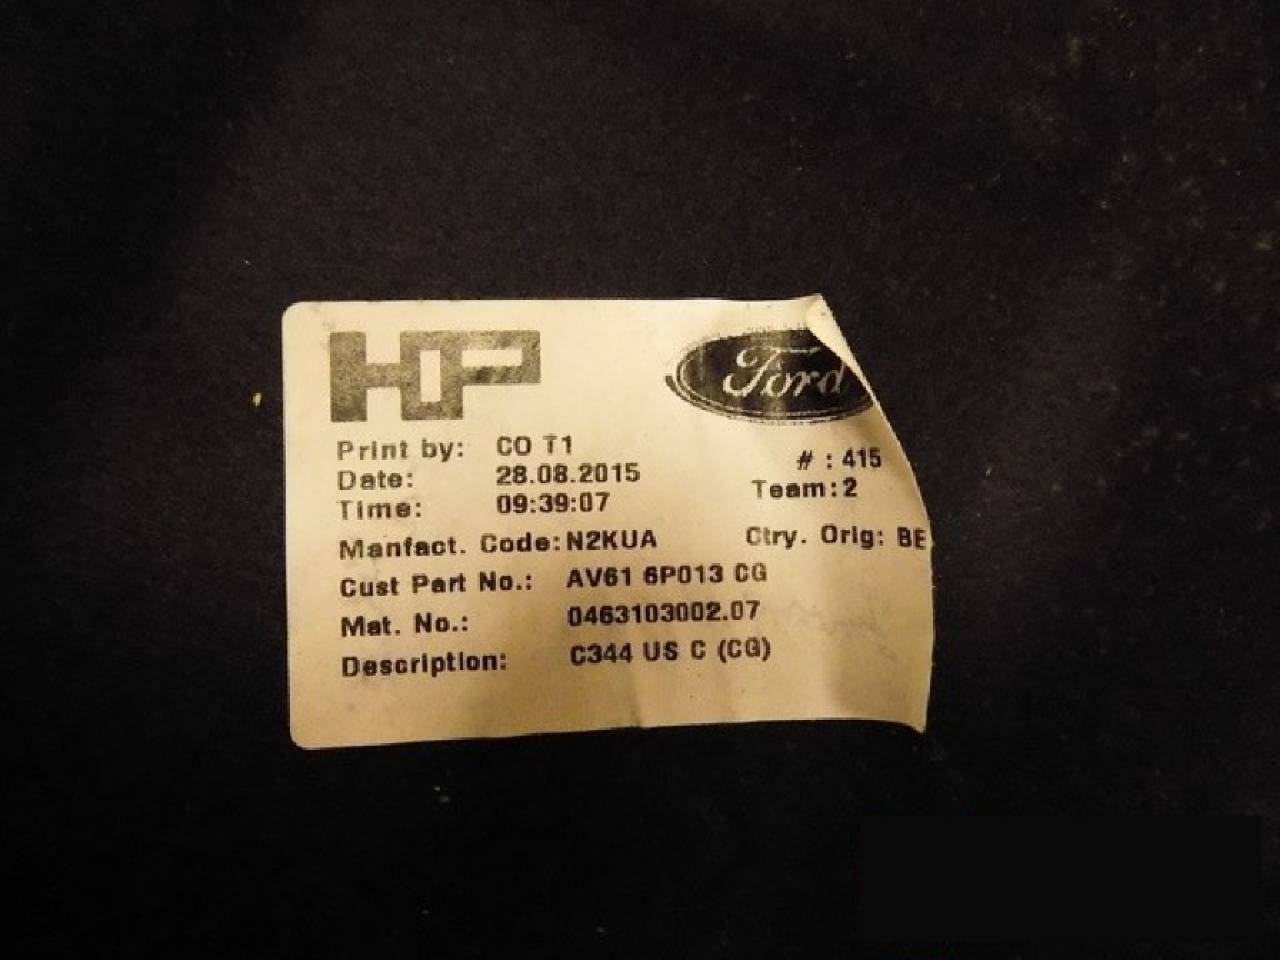 HP Ford
Print by: CO T1
Date: 28.08.2015 # : 415
Time: 09:39:07 Team:2
Manfact. Code: N2KUA Ctry. Orig: BE
Cust Part No.: AV61 6P013 CG
Mat. No.: 0463103002.07
Description: C344 US C (CG)